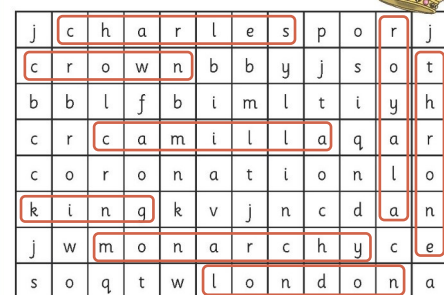 j c h a r l e s p o r j
c r o w n b b y j s o t
b b l f b i m l t i y h
c r c a m i l l a q a r
c o r o n a t i o n l o
k i n g k v j n c d a n
j w m o n a r c h y c e
s o q t w l o n d o n a